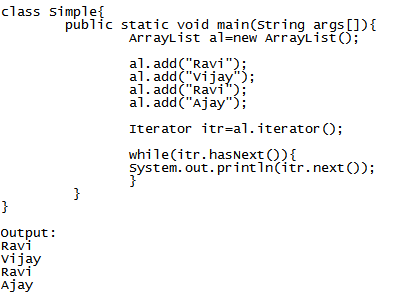 class Simple{
public static void main(String args[]){
ArrayList al=new ArrayList();
al.add("Ravi");
al.add("Vijay");
al.add("Ravi");
al.add("Ajay");
Iterator itr=al.iterator();
while(itr.hasNext()){
System.out.println(itr.next());
}
}
}
Output:
Ravi
Vijay
Ravi
Ajay